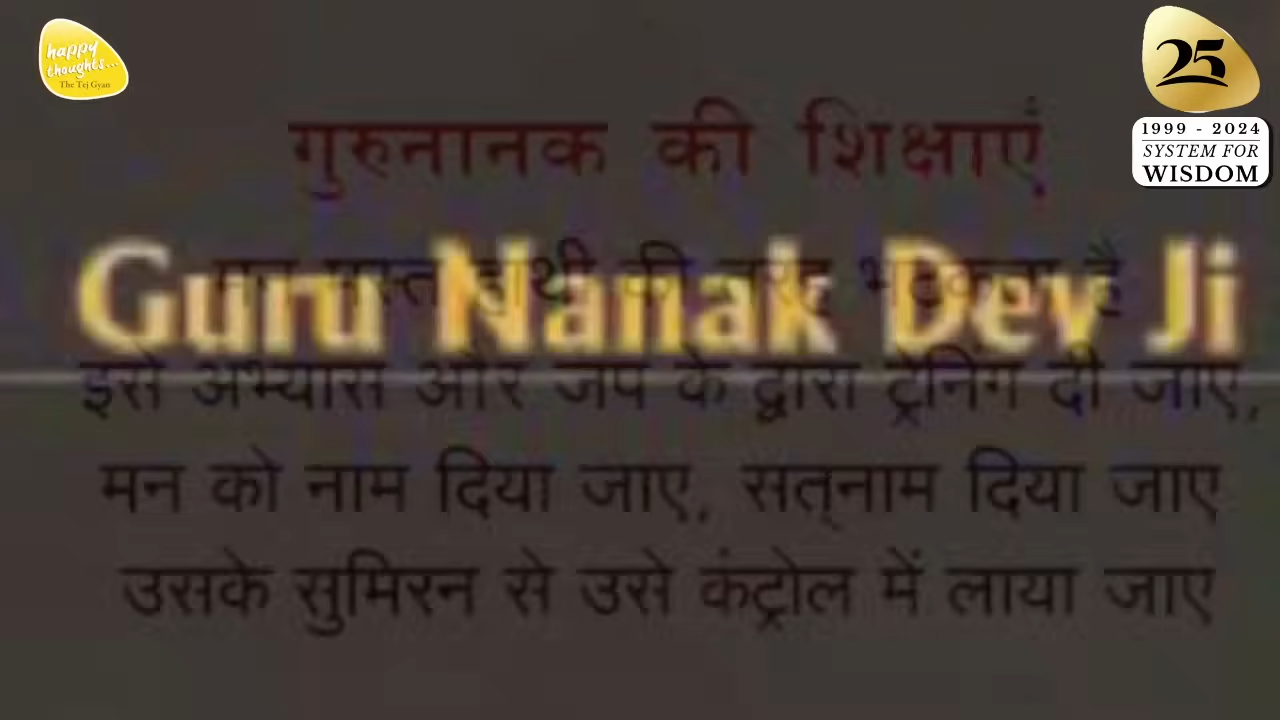 happy
thoughts...
The Tej Gyan
25
1999 - 2024
SYSTEM FOR
WISDOM
गुरुनानक की शिक्षाएं
Guru Nanak Dev Ji
की है
इसे अभ्यास और जप के द्वारा ट्रेनिंग दी जाए,
मन को नाम दिया जाए, सत्‌नाम दिया जाए
उसके सुमिरन से उसे कंट्रोल में लाया जाए